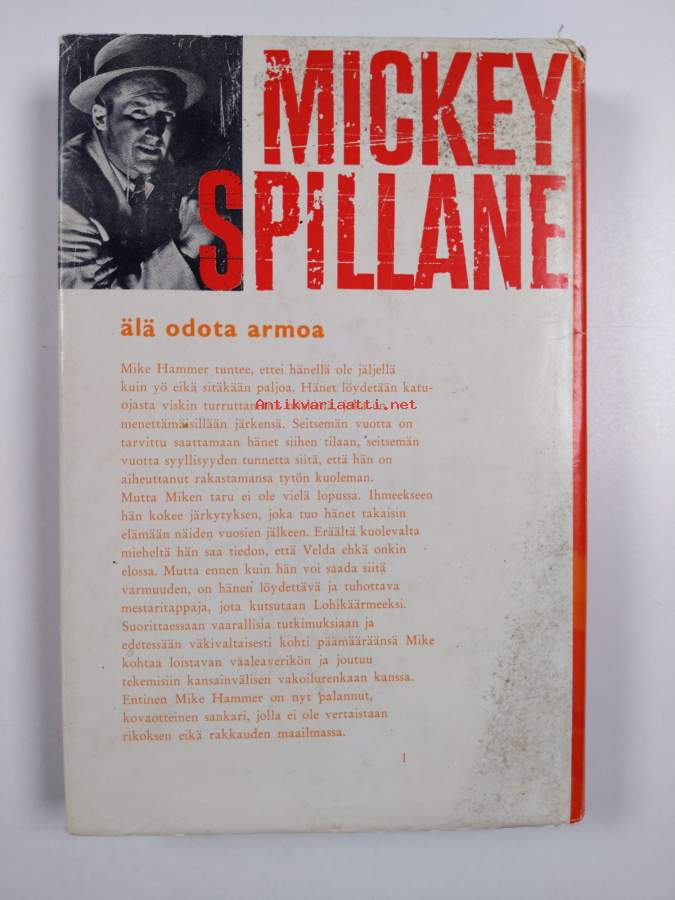 MICKEY
SPILLANE
älä odota armoa
Mike Hammer tuntee, ettei hänellä ole jäljellä
kuin yö eikä sitäkään paljoa. Hänet löydetään katu-
ojasta viskin turruttamana
Antikvariaatti.net
menettämäisillään järkensä. Seitsemän vuotta on
tarvittu saattamaan hänet siihen tilaan, seitsemän
vuotta syyllisyyden tunnetta siitä, että hän on
aiheuttanut rakastamansa tytön kuoleman.
Mutta Miken taru ei ole vielä lopussa. Ihmeekseen
hän kokee järkytyksen, joka tuo hänet takaisin
elämään näiden vuosien jälkeen. Eräältä kuolevalta
mieheltä hän saa tiedon, että Velda ehkä onkin
elossa. Mutta ennen kuin hän voi saada siitä
varmuuden, on hänen löydettävä ja tuhottava
mestaritappaja, jota kutsutaan Lohikäärmeeksi.
Suorittaessaan vaarallisia tutkimuksiaan ja
edetessään väkivaltaisesti kohti päämääräänsä Mike
kohtaa loistavan vaaleaverikön ja joutuu
tekemisiin kansainvälisen vakoilurenkaan kanssa.
Entinen Mike Hammer on nyt palannut,
kovaotteinen sankari, jolla ei ole vertaistaan
rikoksen eikä rakkauden maailmassa.
1